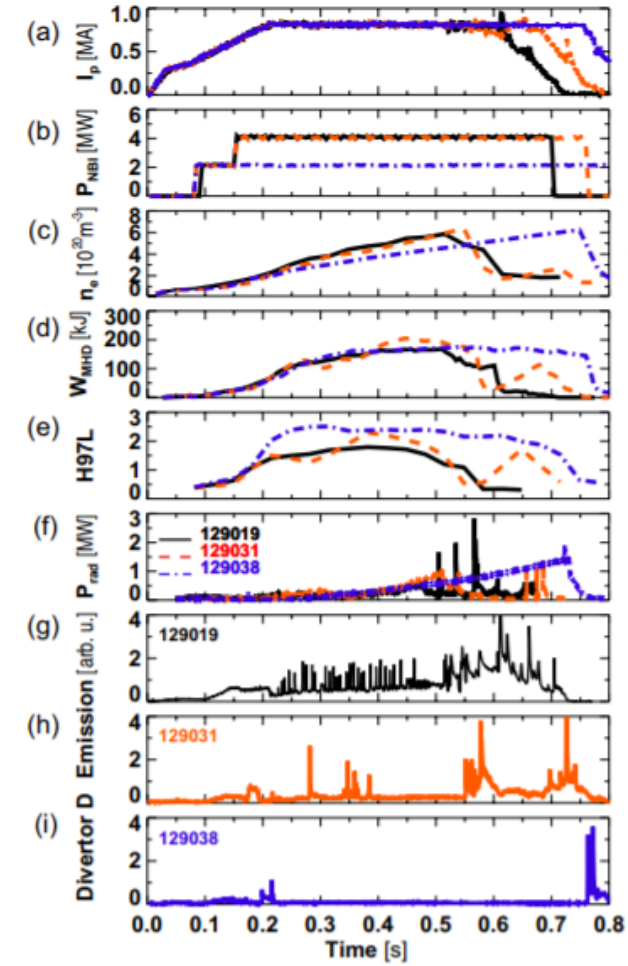 (a)
I_p [MA]
1.0
0.5
0.0
(b)
P_NBI [MW]
6
4
2
0
(c)
n_e [10^20 m^-3]
8
6
4
2
0
(d)
W_MHD [kJ]
300
200
100
0
(e)
H97L
3
2
1
0
(f)
P_rad [MW]
3
2
1
0
129019
129031
129038
(g)
4
2
0
129019
(h)
4
2
0
129031
(i)
4
2
0
129038
Divertor D Emission [arb. u.]
0.0 0.1 0.2 0.3 0.4 0.5 0.6 0.7 0.8
Time [s]